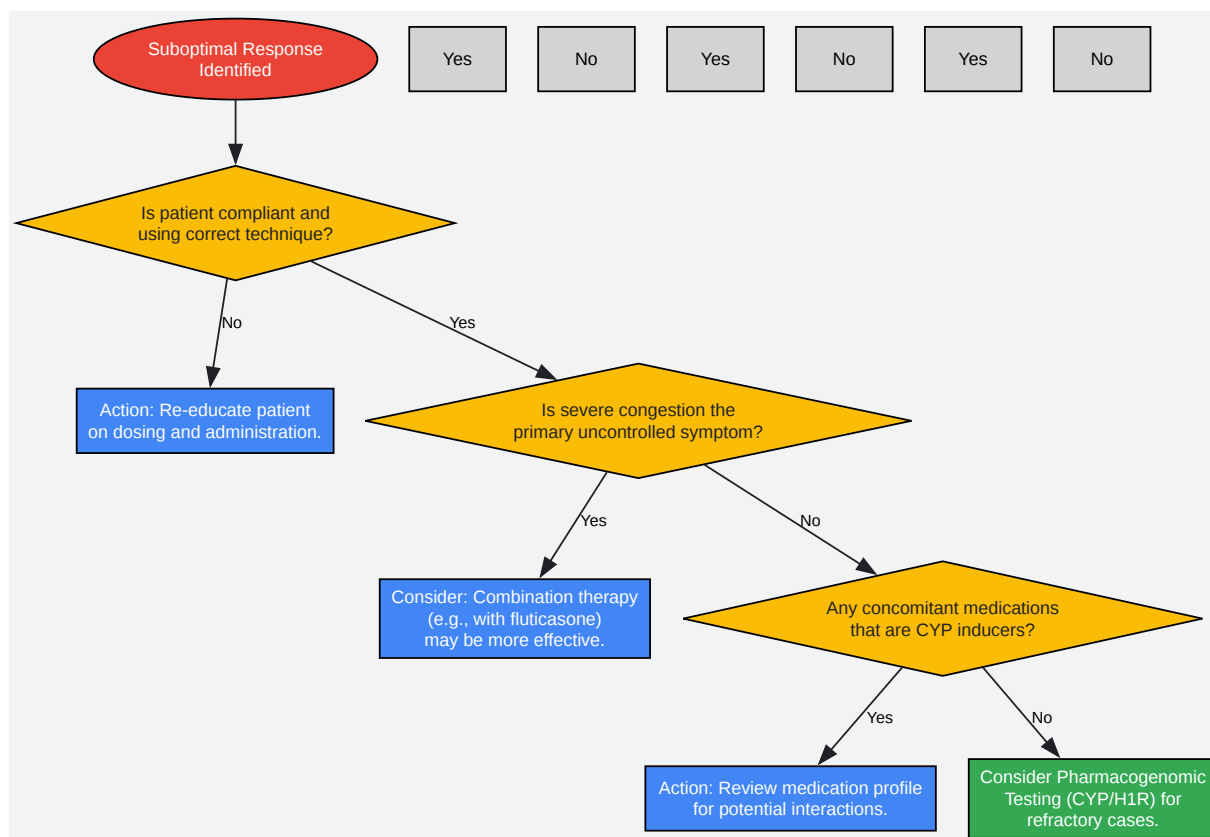 Suboptimal Response
Identified
Yes
No
Yes
No
Yes
No
Is patient compliant and
using correct technique?
No
Yes
Action: Re-educate patient
on dosing and administration.
Is severe congestion the
primary uncontrolled symptom?
Yes
No
Consider: Combination therapy
(e.g., with fluticasone)
may be more effective.
Any concomitant medications
that are CYP inducers?
Yes
No
Action: Review medication profile
for potential interactions.
Consider Pharmacogenomic
Testing (CYP/H1R) for
refractory cases.